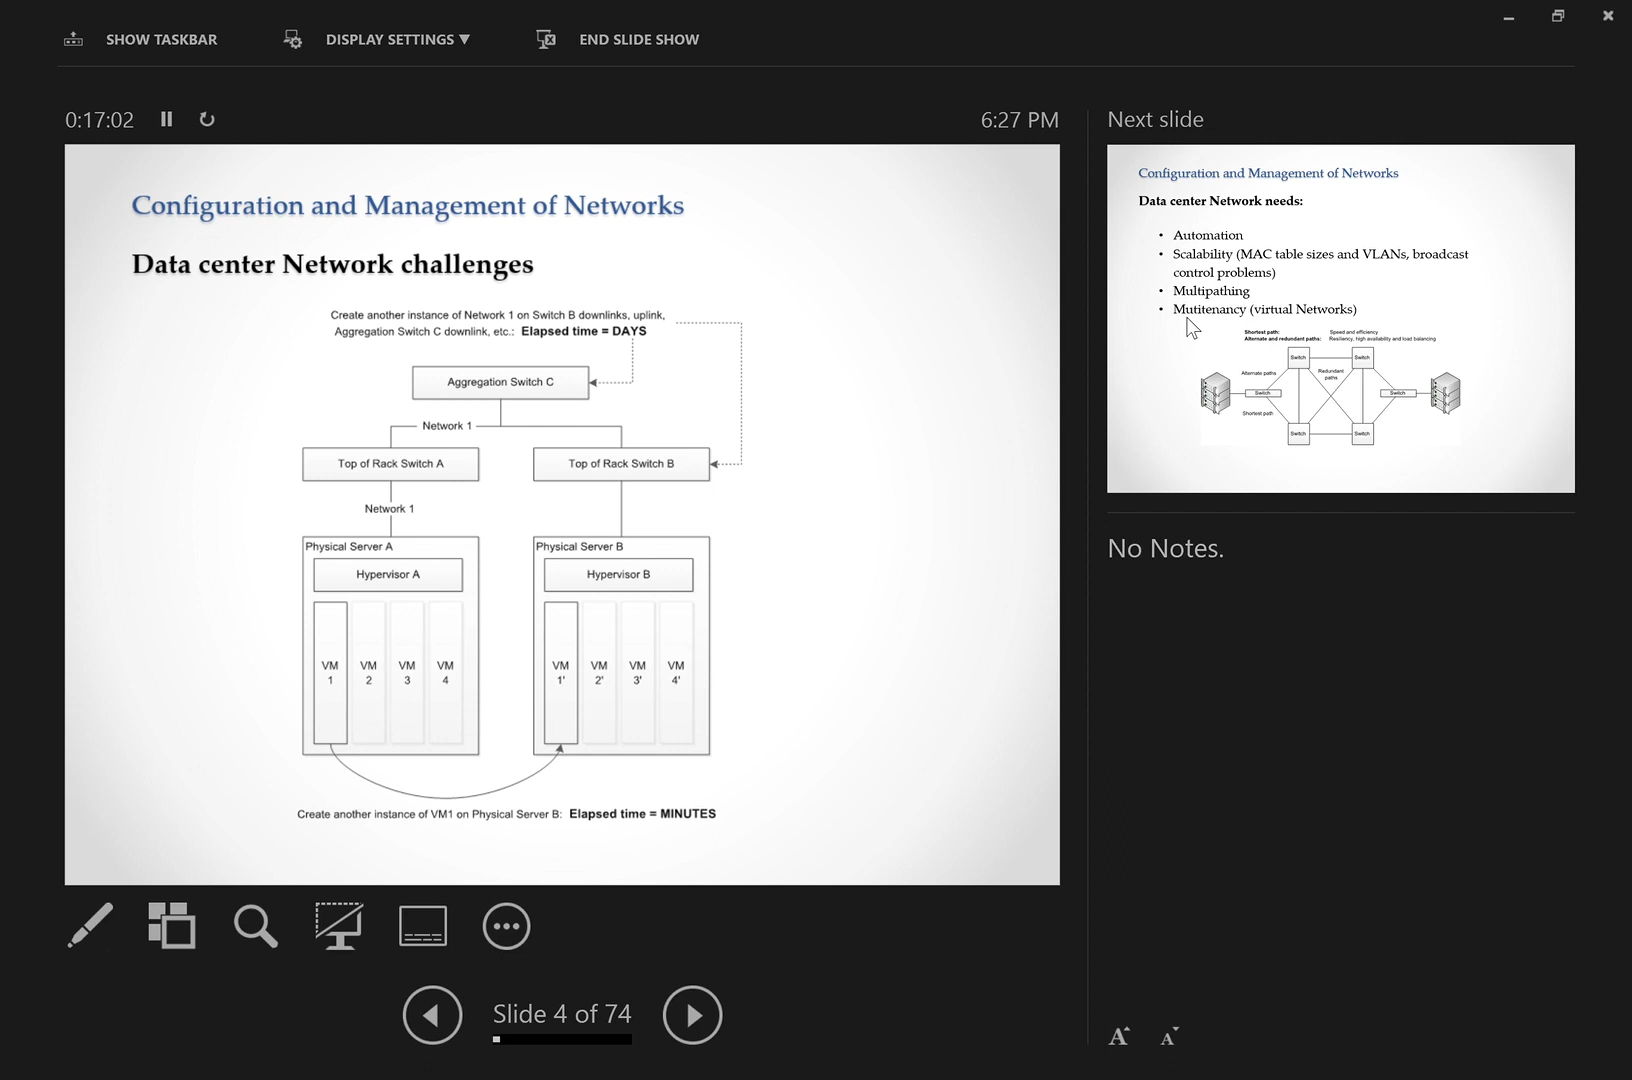 SHOW TASKBAR
DISPLAY SETTINGS ▼
END SLIDE SHOW
0:17:02
6:27 PM
Configuration and Management of Networks
Data center Network challenges
Create another instance of Network 1 on Switch B downlinks, uplink,
Aggregation Switch C downlink, etc.: Elapsed time = DAYS
Aggregation Switch C
Network 1
Top of Rack Switch A
Top of Rack Switch B
Network 1
Physical Server A
Physical Server B
Hypervisor A
Hypervisor B
VM
1
VM
2
VM
3
VM
4
VM
1'
VM
2'
VM
3'
VM
4'
Create another instance of VM1 on Physical Server B: Elapsed time = MINUTES
Slide 4 of 74
Next slide
Configuration and Management of Networks
Data center Network needs:
• Automation
• Scalability (MAC table sizes and VLANs, broadcast
control problems)
• Multipathing
• Mutitenancy (virtual Networks)
Shortest path: Speed and efficiency
Alternate and redundant paths: Resiliency, high availability and load balancing
Switch
Switch
Alternate paths
Redundant
paths
Switch
Switch
Shortest path
Switch
Switch
No Notes.
A
A